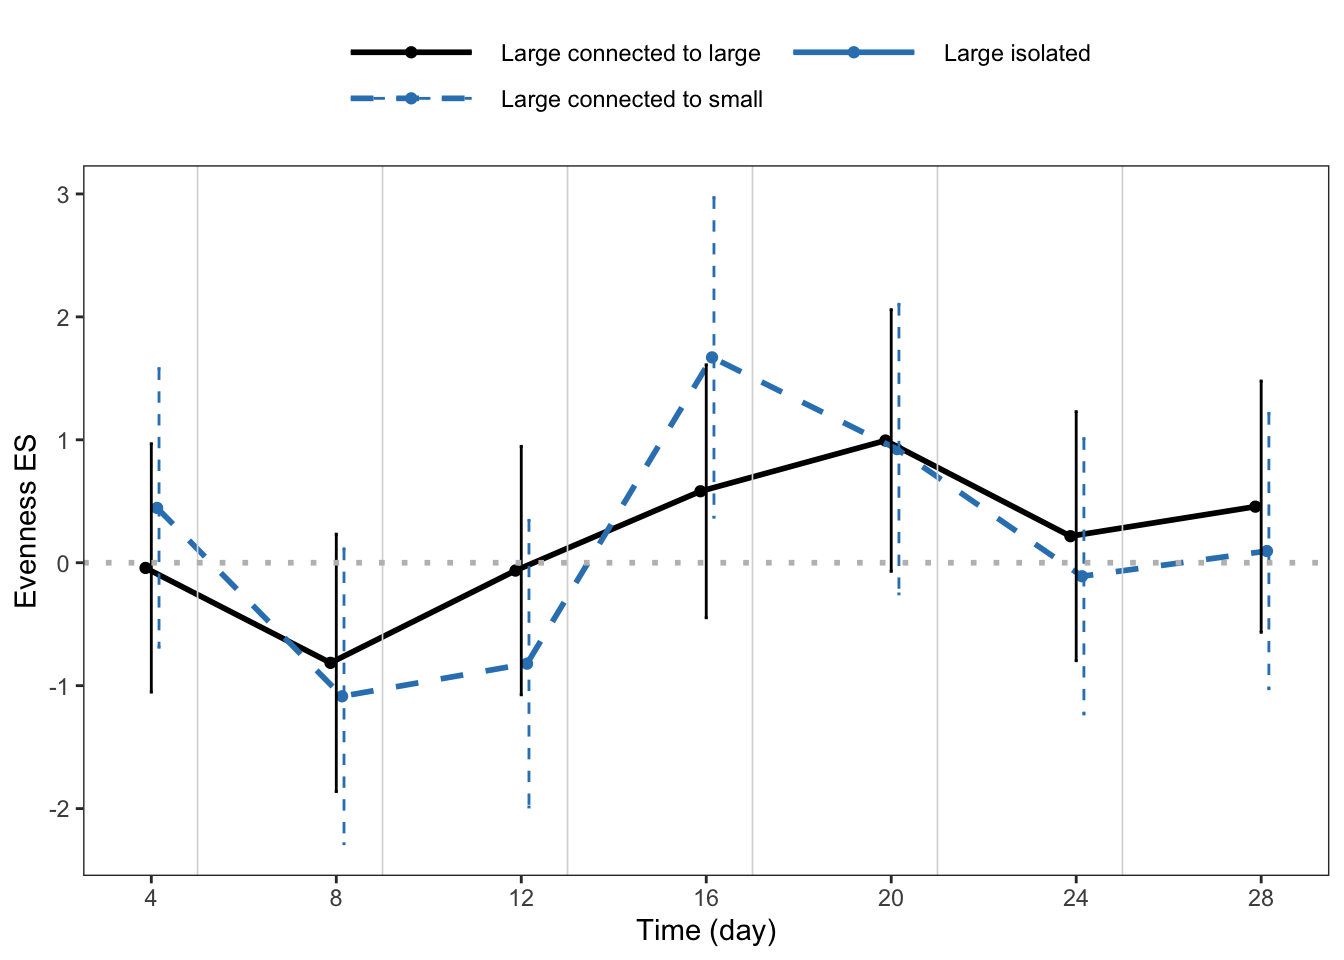 Large connected to large
Large isolated
Large connected to small
Evenness ES
3
2
1
0
-1
-2
4 8 12 16 20 24 28
Time (day)